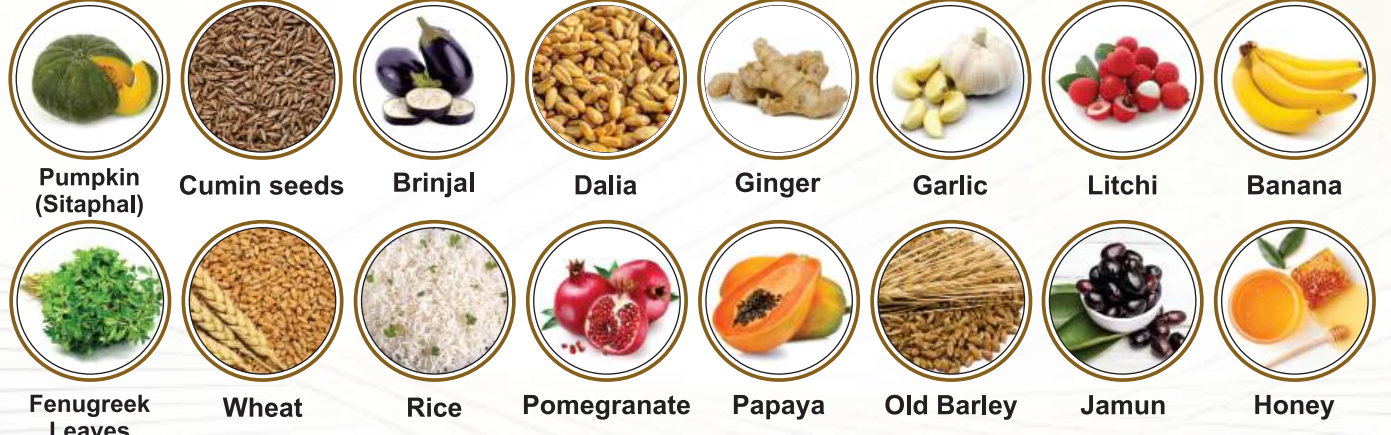 Pumpkin
(Sitaphal)
Cumin seeds
Brinjal
Dalia
Ginger
Garlic
Litchi
Banana
Fenugreek
Leaves
Wheat
Rice
Pomegranate
Papaya
Old Barley
Jamun
Honey